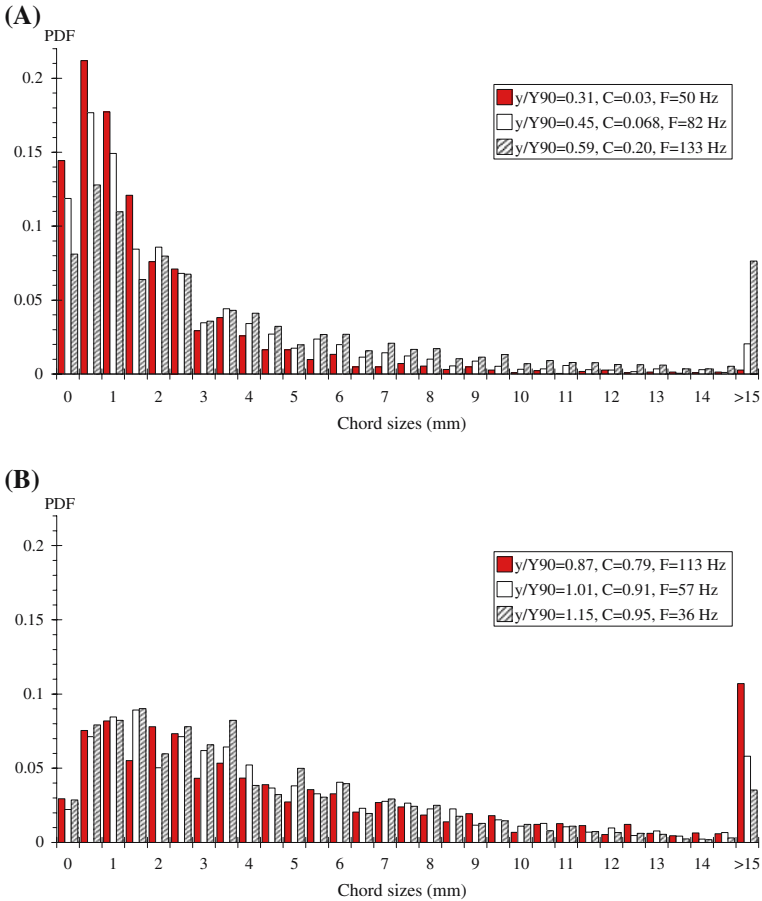 (A)
PDF
0.2
0.15
0.1
0.05
0
y/Y90=0.31, C=0.03, F=50 Hz
y/Y90=0.45, C=0.068, F=82 Hz
y/Y90=0.59, C=0.20, F=133 Hz
0 1 2 3 4 5 6 7 8 9 10 11 12 13 14 >15
Chord sizes (mm)
(B)
PDF
0.2
0.15
0.1
0.05
0
y/Y90=0.87, C=0.79, F=113 Hz
y/Y90=1.01, C=0.91, F=57 Hz
y/Y90=1.15, C=0.95, F=36 Hz
0 1 2 3 4 5 6 7 8 9 10 11 12 13 14 >15
Chord sizes (mm)